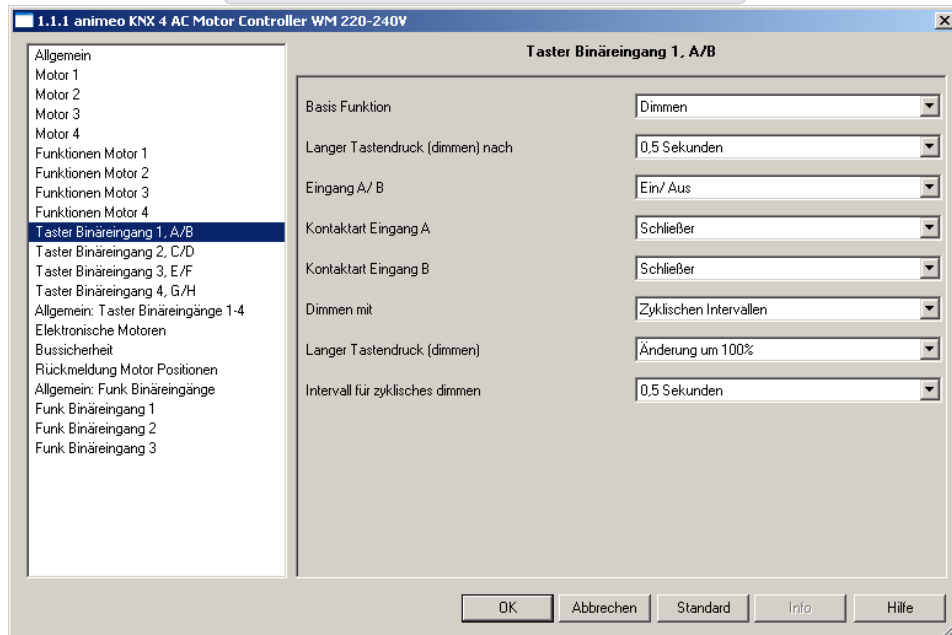 1.1.1 animeo KNX 4 AC Motor Controller WM 220-240V
Allgemein
Motor 1
Motor 2
Motor 3
Motor 4
Funktionen Motor 1
Funktionen Motor 2
Funktionen Motor 3
Funktionen Motor 4
Taster Binäreingang 1, A/B
Taster Binäreingang 2, C/D
Taster Binäreingang 3, E/F
Taster Binäreingang 4, G/H
Allgemein: Taster Binäreingänge 1-4
Elektronische Motoren
Bussicherheit
Rückmeldung Motor Positionen
Allgemein: Funk Binäreingänge
Funk Binäreingang 1
Funk Binäreingang 2
Funk Binäreingang 3
Taster Binäreingang 1, A/B
Basis Funktion Dimmen
Langer Tastendruck (dimmen) nach 0,5 Sekunden
Eingang A/ B Ein/ Aus
Kontaktart Eingang A Schließer
Kontaktart Eingang B Schließer
Dimmen mit Zyklischen Intervallen
Langer Tastendruck (dimmen) Änderung um 100%
Intervall für zyklisches dimmen 0,5 Sekunden
OK Abbrechen Standard Info Hilfe